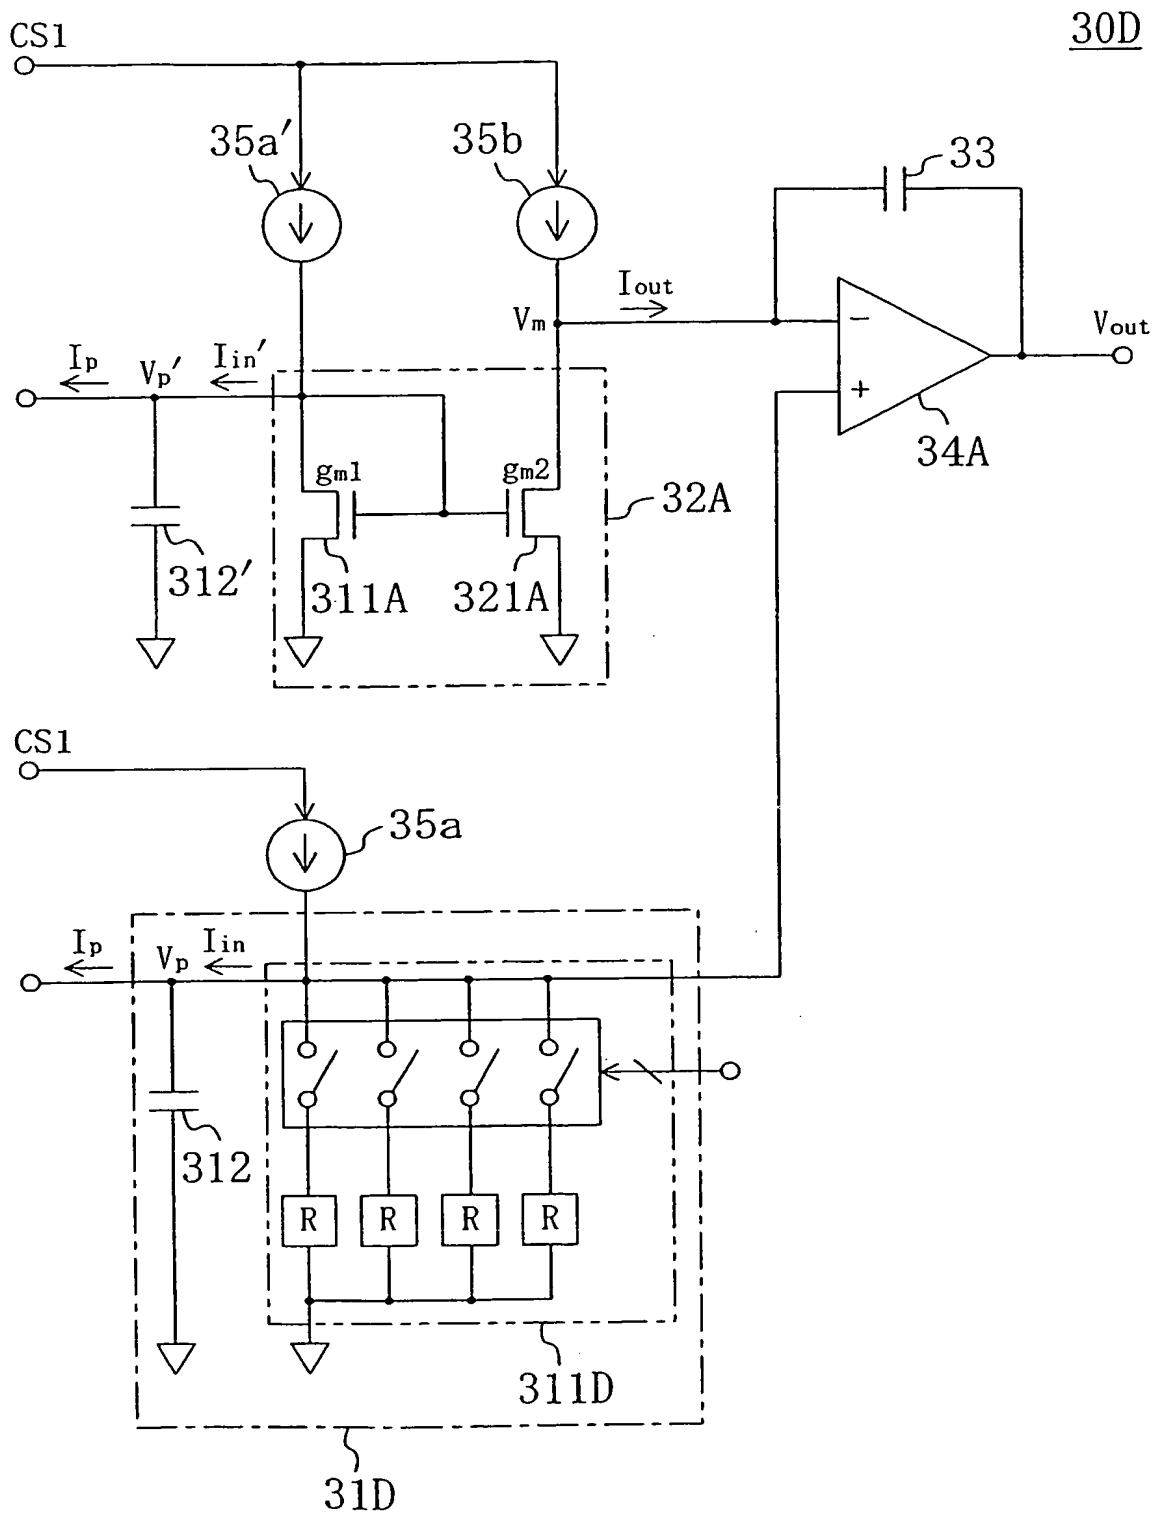 30D
CS1
35a′
35b
33
Iout
Vm
Vout
Ip
Vp′
Iin′
−
+
34A
gm1
gm2
32A
312′
311A
321A
CS1
35a
Ip
Vp
Iin
312
R R R R
311D
31D